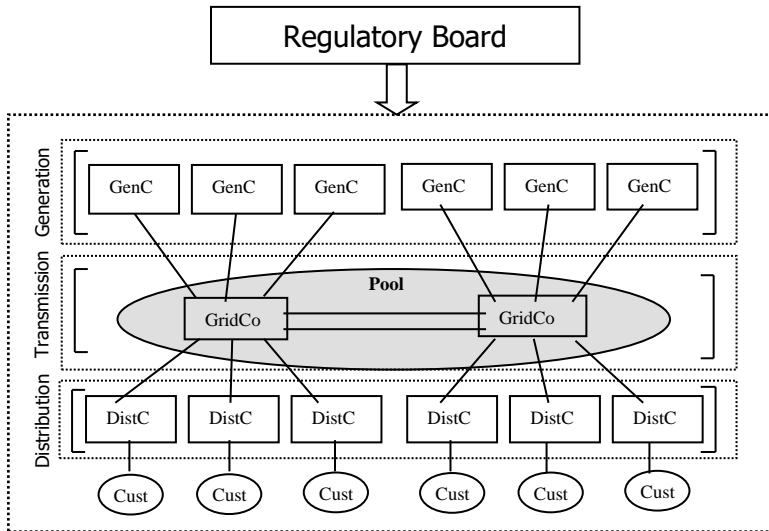 Regulatory Board
Generation
GenC GenC GenC GenC GenC GenC
Transmission
Pool
GridCo GridCo
Distribution
DistC DistC DistC DistC DistC DistC
Cust Cust Cust Cust Cust Cust